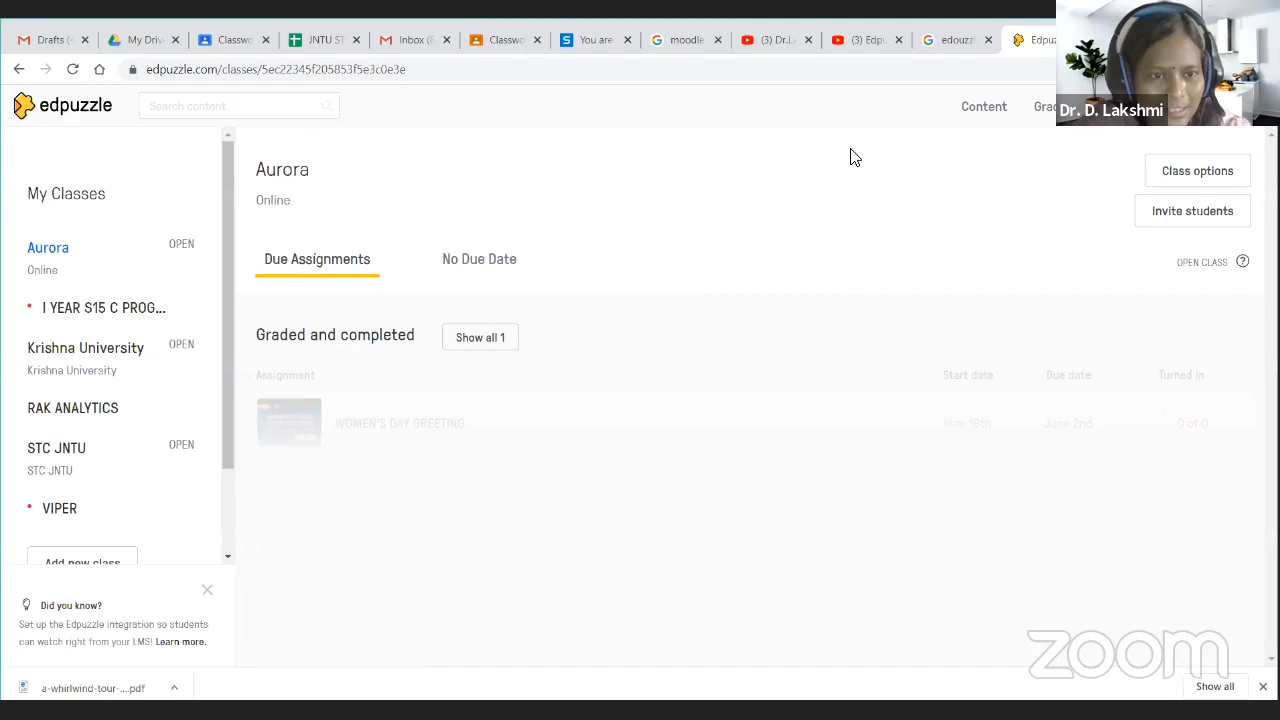 Drafts (4
My Driv
Classwo
JNTU ST
Inbox (6
Classwo
You are
moodle
(3) Dr.L
(3) Edpu
edouzzl
Edpuz
edpuzzle.com/classes/5ec22345f205853f5e3c0e3e
edpuzzle
Search content
Content
Grad
Dr. D. Lakshmi
My Classes
Aurora
OPEN
Online
I YEAR S15 C PROG...
Krishna University
OPEN
Krishna University
RAK ANALYTICS
STC JNTU
OPEN
STC JNTU
VIPER
Add new class
Did you know?
Set up the Edpuzzle integration so students
can watch right from your LMS! Learn more.
Aurora
Online
Class options
Invite students
Due Assignments
No Due Date
OPEN CLASS ?
Graded and completed
Show all 1
Assignment
Start date
Due date
Turned in
WOMEN'S DAY GREETING
May 18th
June 2nd
0 of 0
zoom
a-whirlwind-tour-....pdf
Show all